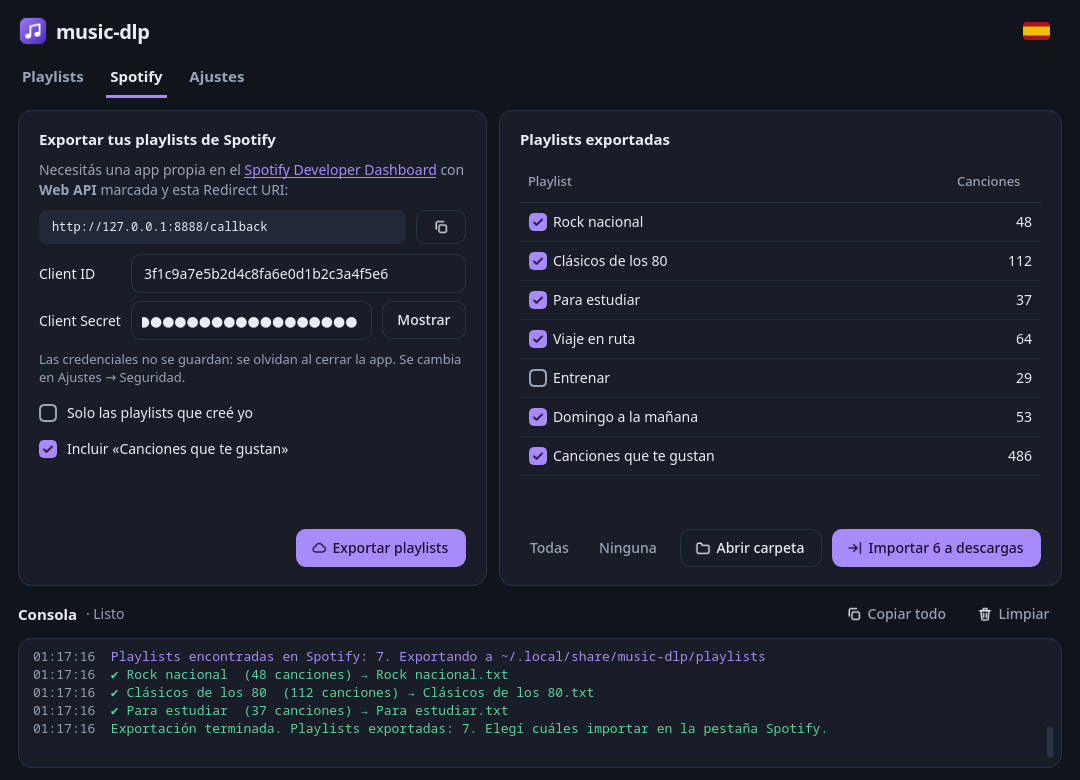 music-dlp
Playlists Spotify Ajustes
Exportar tus playlists de Spotify
Necesitás una app propia en el Spotify Developer Dashboard con
Web API marcada y esta Redirect URI:
http://127.0.0.1:8888/callback
Client ID 3f1c9a7e5b2d4c8fa6e0d1b2c3a4f5e6
Client Secret ●●●●●●●●●●●●●●●●●● Mostrar
Las credenciales no se guardan: se olvidan al cerrar la app. Se cambia
en Ajustes → Seguridad.
Solo las playlists que creé yo
Incluir «Canciones que te gustan»
Exportar playlists
Playlists exportadas
Playlist Canciones
Rock nacional 48
Clásicos de los 80 112
Para estudiar 37
Viaje en ruta 64
Entrenar 29
Domingo a la mañana 53
Canciones que te gustan 486
Todas Ninguna Abrir carpeta Importar 6 a descargas
Consola · Listo Copiar todo Limpiar
01:17:16 Playlists encontradas en Spotify: 7. Exportando a ~/.local/share/music-dlp/playlists
01:17:16 ✔ Rock nacional (48 canciones) → Rock nacional.txt
01:17:16 ✔ Clásicos de los 80 (112 canciones) → Clásicos de los 80.txt
01:17:16 ✔ Para estudiar (37 canciones) → Para estudiar.txt
01:17:16 Exportación terminada. Playlists exportadas: 7. Elegí cuáles importar en la pestaña Spotify.